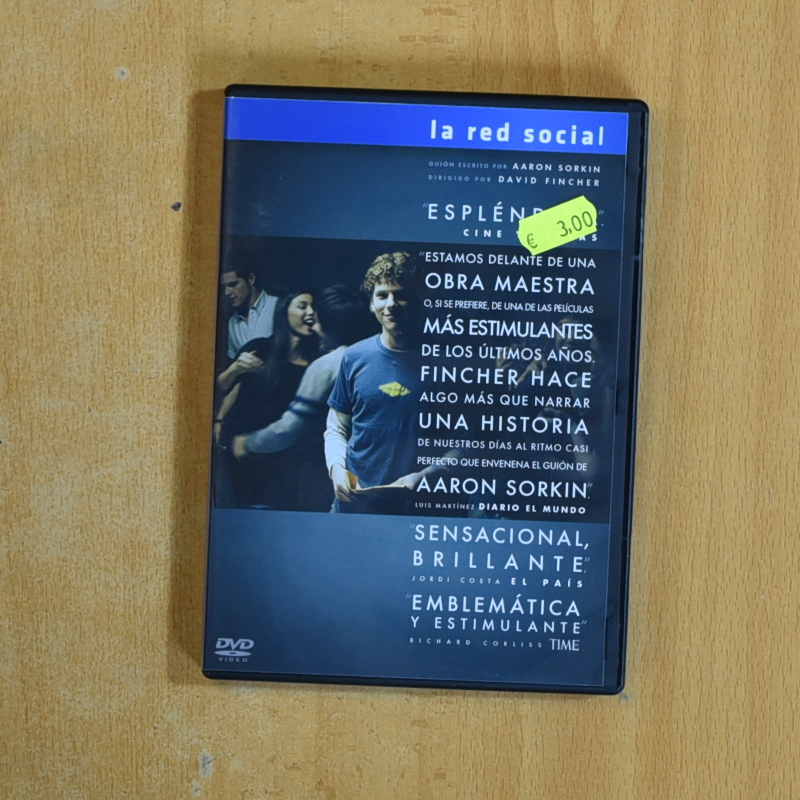 la red social
GUIÓN ESCRITO POR AARON SORKIN
DIRIGIDO POR DAVID FINCHER
€ 3,00
CINE
"ESTAMOS DELANTE DE UNA
OBRA MAESTRA
O, SI SE PREFIERE, DE UNA DE LAS PELÍCULAS
MÁS ESTIMULANTES
DE LOS ÚLTIMOS AÑOS.
FINCHER HACE
ALGO MÁS QUE NARRAR
UNA HISTORIA
DE NUESTROS DÍAS AL RITMO CASI
PERFECTO QUE ENVENENA EL GUIÓN DE
AARON SORKIN".
LUIS MARTÍNEZ DIARIO EL MUNDO
"SENSACIONAL,
BRILLANTE".
JORDI COSTA EL PAÍS
"EMBLEMÁTICA
Y ESTIMULANTE"
RICHARD CORLISS TIME
DVD
VIDEO